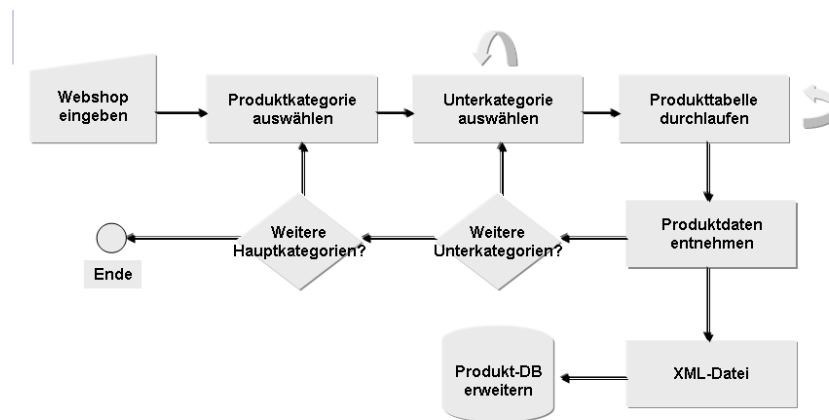 Webshop
eingeben
Produktkategorie
auswählen
Unterkategorie
auswählen
Produkttabelle
durchlaufen
Produktdaten
entnehmen
Weitere
Unterkategorien?
Weitere
Hauptkategorien?
Ende
XML-Datei
Produkt-DB
erweitern